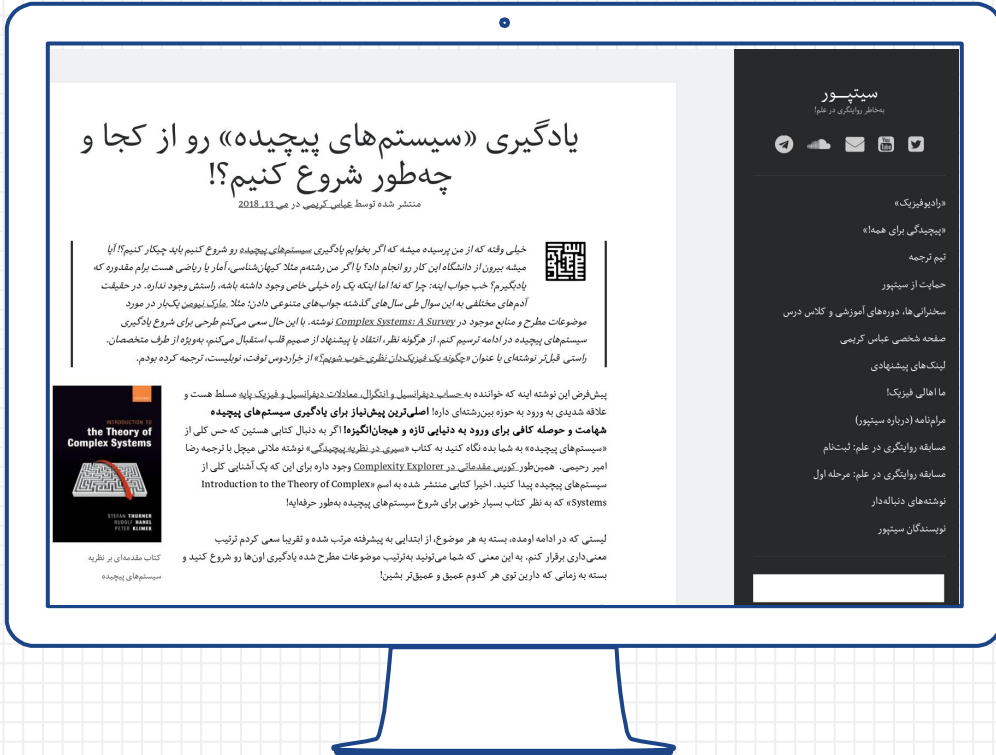 سیتپـــور
به‌خاطر روایتگری در علم!
«رادیوفیزیک»
«پیچیدگی برای همه!»
تیم ترجمه
حمایت از سیتپور
سخنرانی‌ها، دوره‌های آموزشی و کلاس درس
صفحه شخصی عباس کریمی
لینک‌های پیشنهادی
ما اهالی فیزیک!
مرام‌نامه (درباره سیتپور)
مسابقه روایتگری در علم: ثبت‌نام
مسابقه روایتگری در علم: مرحله اول
نوشته‌های دنباله‌دار
نویسندگان سیتپور
یادگیری «سیستم‌های پیچیده» رو از کجا و
چه‌طور شروع کنیم؟!
منتشر شده توسط عباس کریمی در می 13, 2018
خیلی وقته که از من پرسیده میشه که اگر بخوایم یادگیری سیستم‌های پیچیده رو شروع کنیم باید چیکار کنیم؟! آیا
میشه بیرون از دانشگاه این کار رو انجام داد؟ یا اگر من رشته‌م مثلا کیهان‌شناسی، آمار یا ریاضی هست برام مقدوره که
یادبگیرم؟ خب جواب اینه: چرا که نه! اما اینکه یک راه خیلی خاص وجود داشته باشه، راستش وجود نداره. در حقیقت
آدم‌های مختلفی به این سوال طی سال‌های گذشته جواب‌های متنوعی دادن؛ مثلا مارک نیومن یک‌بار در مورد
موضوعات مطرح و منابع موجود در Complex Systems: A Survey نوشته. با این حال سعی می‌کنم طرحی برای شروع یادگیری
سیستم‌های پیچیده در ادامه ترسیم کنم. از هرگونه نظر، انتقاد یا پیشنهاد از صمیم قلب استقبال می‌کنم، به‌ویژه از طرف متخصصان.
راستی قبل‌تر نوشته‌ای با عنوان «چگونه یک فیزیک‌دان نظری خوب شویم؟» از خراردوس توفت، نوبلیست، ترجمه کرده بودم.
پیش‌فرض این نوشته اینه که خواننده به حساب دیفرانسیل و انتگرال، معادلات دیفرانسیل و فیزیک پایه مسلط هست و
علاقه شدیدی به ورود به حوزه بین‌رشته‌ای داره! اصلی‌ترین پیش‌نیاز برای یادگیری سیستم‌های پیچیده
شهامت و حوصله کافی برای ورود به دنیایی تازه و هیجان‌انگیزه! اگر به دنبال کتابی هستین که حس کلی از
«سیستم‌های پیچیده» به شما بده نگاه کنید به کتاب «سیری در نظریه پیچیدگی» نوشته ملانی میچل با ترجمه رضا
امیر رحیمی. همین‌طور کورس مقدماتی در Complexity Explorer وجود داره برای این که یک آشنایی کلی از
سیستم‌های پیچیده پیدا کنید. اخیرا کتابی منتشر شده به اسم «Introduction to the Theory of Complex
Systems» که به نظر کتاب بسیار خوبی برای شروع سیستم‌های پیچیده به‌طور حرفه‌ایه!
INTRODUCTION TO
the Theory of
Complex Systems
STEFAN THURNER
RUDOLF HANEL
PETER KLIMEK
کتاب مقدمه‌ای بر نظریه
سیستم‌های پیچیده
لیستی که در ادامه اومده، بسته به هر موضوع، از ابتدایی به پیشرفته مرتب شده و تقریبا سعی کردم ترتیب
معنی‌داری برقرار کنم. به این معنی که شما می‌تونید به‌ترتیب موضوعات مطرح شده یادگیری اون‌ها رو شروع کنید و
بسته به زمانی که دارین توی هر کدوم عمیق و عمیق‌تر بشین!